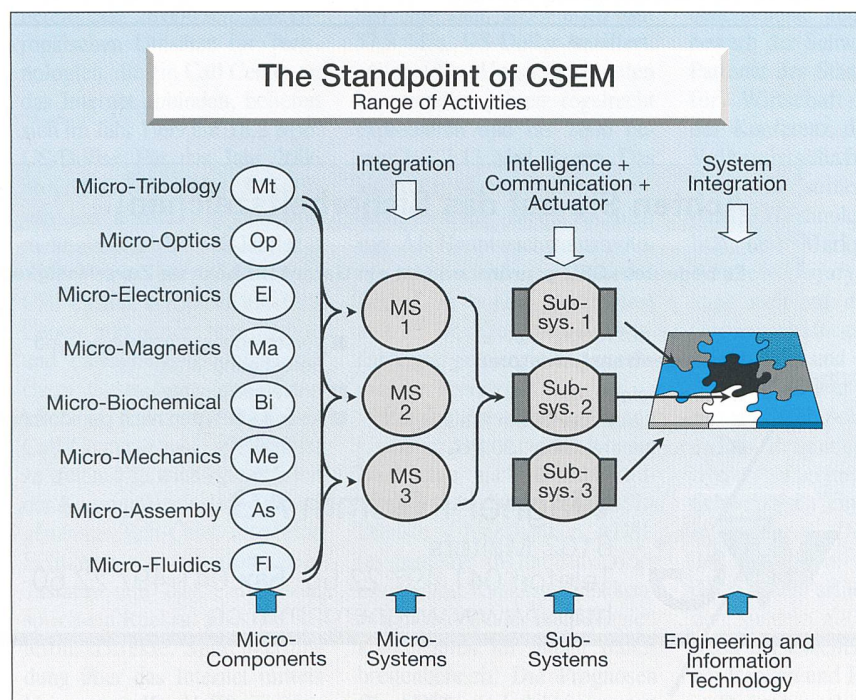 The Standpoint of CSEM
Range of Activities
Integration
Intelligence +
Communication +
Actuator
System
Integration
Micro-Tribology
Mt
Micro-Optics
Op
Micro-Electronics
El
Micro-Magnetics
Ma
Micro-Biochemical
Bi
Micro-Mechanics
Me
Micro-Assembly
As
Micro-Fluidics
Fl
MS
1
MS
2
MS
3
Sub-
sys. 1
Sub-
sys. 2
Sub-
sys. 3
Micro-
Components
Micro-
Systems
Sub-
Systems
Engineering and
Information
Technology